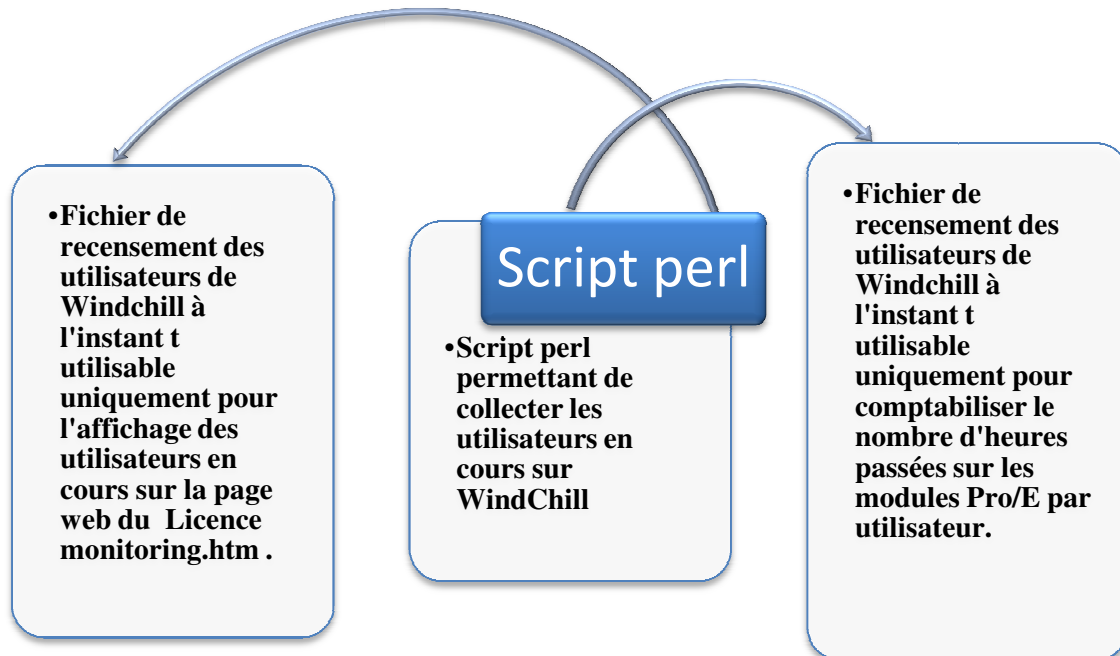 •Fichier de
recensement des
utilisateurs de
Windchill à
l'instant t
utilisable
uniquement pour
l'affichage des
utilisateurs en
cours sur la page
web du Licence
monitoring.htm .
Script perl
•Script perl
permettant de
collecter les
utilisateurs en
cours sur
WindChill
•Fichier de
recensement des
utilisateurs de
Windchill à
l'instant t
utilisable
uniquement pour
comptabiliser le
nombre d'heures
passées sur les
modules Pro/E par
utilisateur.